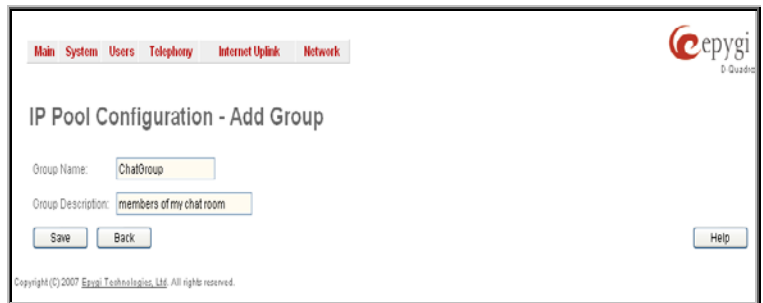 Main System Users Telephony Internet Uplink Network
epygi
D Quadro
IP Pool Configuration - Add Group
Group Name: ChatGroup
Group Description: members of my chat room
Save Back Help
Copyright (C) 2007 Epygi Technologies, Ltd. All rights reserved.